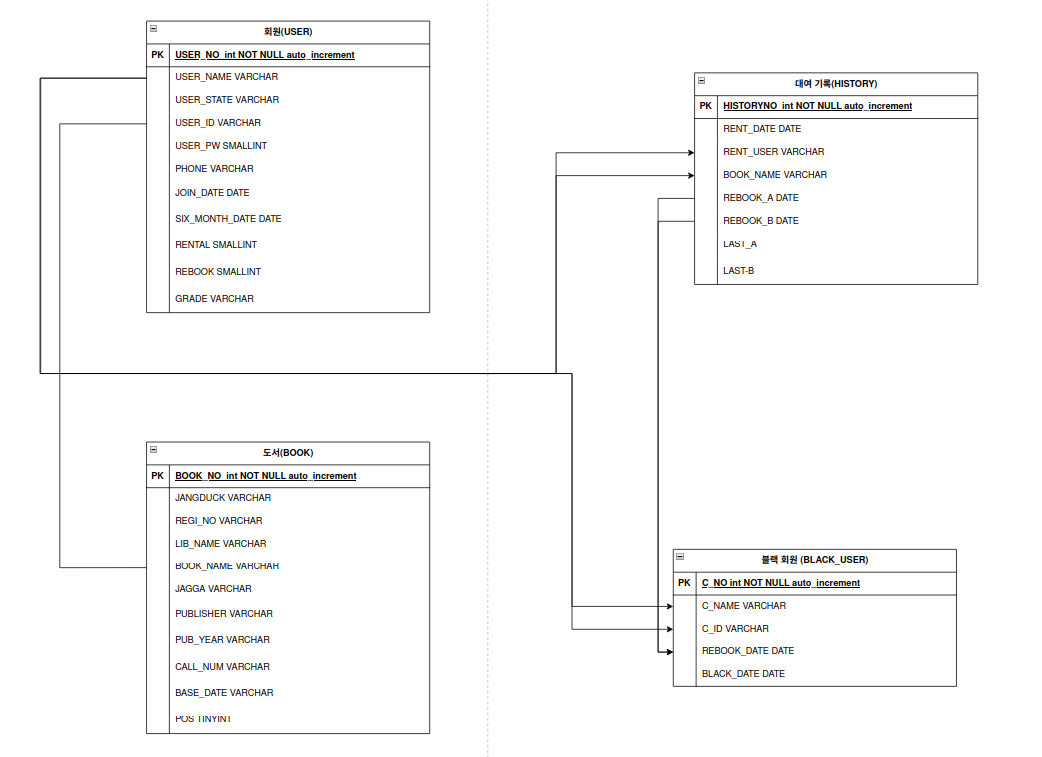 회원(USER)
PK USER_NO int NOT NULL auto_increment
USER_NAME VARCHAR
USER_STATE VARCHAR
USER_ID VARCHAR
USER_PW SMALLINT
PHONE VARCHAR
JOIN_DATE DATE
SIX_MONTH_DATE DATE
RENTAL SMALLINT
REBOOK SMALLINT
GRADE VARCHAR
대여 기록(HISTORY)
PK HISTORYNO int NOT NULL auto_increment
RENT_DATE DATE
RENT_USER VARCHAR
BOOK_NAME VARCHAR
REBOOK_A DATE
REBOOK_B DATE
LAST_A
LAST-B
도서(BOOK)
PK BOOK_NO int NOT NULL auto_increment
JANGDUCK VARCHAR
REGI_NO VARCHAR
LIB_NAME VARCHAR
BOOK_NAME VARCHAR
JAGGA VARCHAR
PUBLISHER VARCHAR
PUB_YEAR VARCHAR
CALL_NUM VARCHAR
BASE_DATE VARCHAR
POS TINYINT
블랙 회원 (BLACK_USER)
PK C_NO int NOT NULL auto_increment
C_NAME VARCHAR
C_ID VARCHAR
REBOOK_DATE DATE
BLACK_DATE DATE